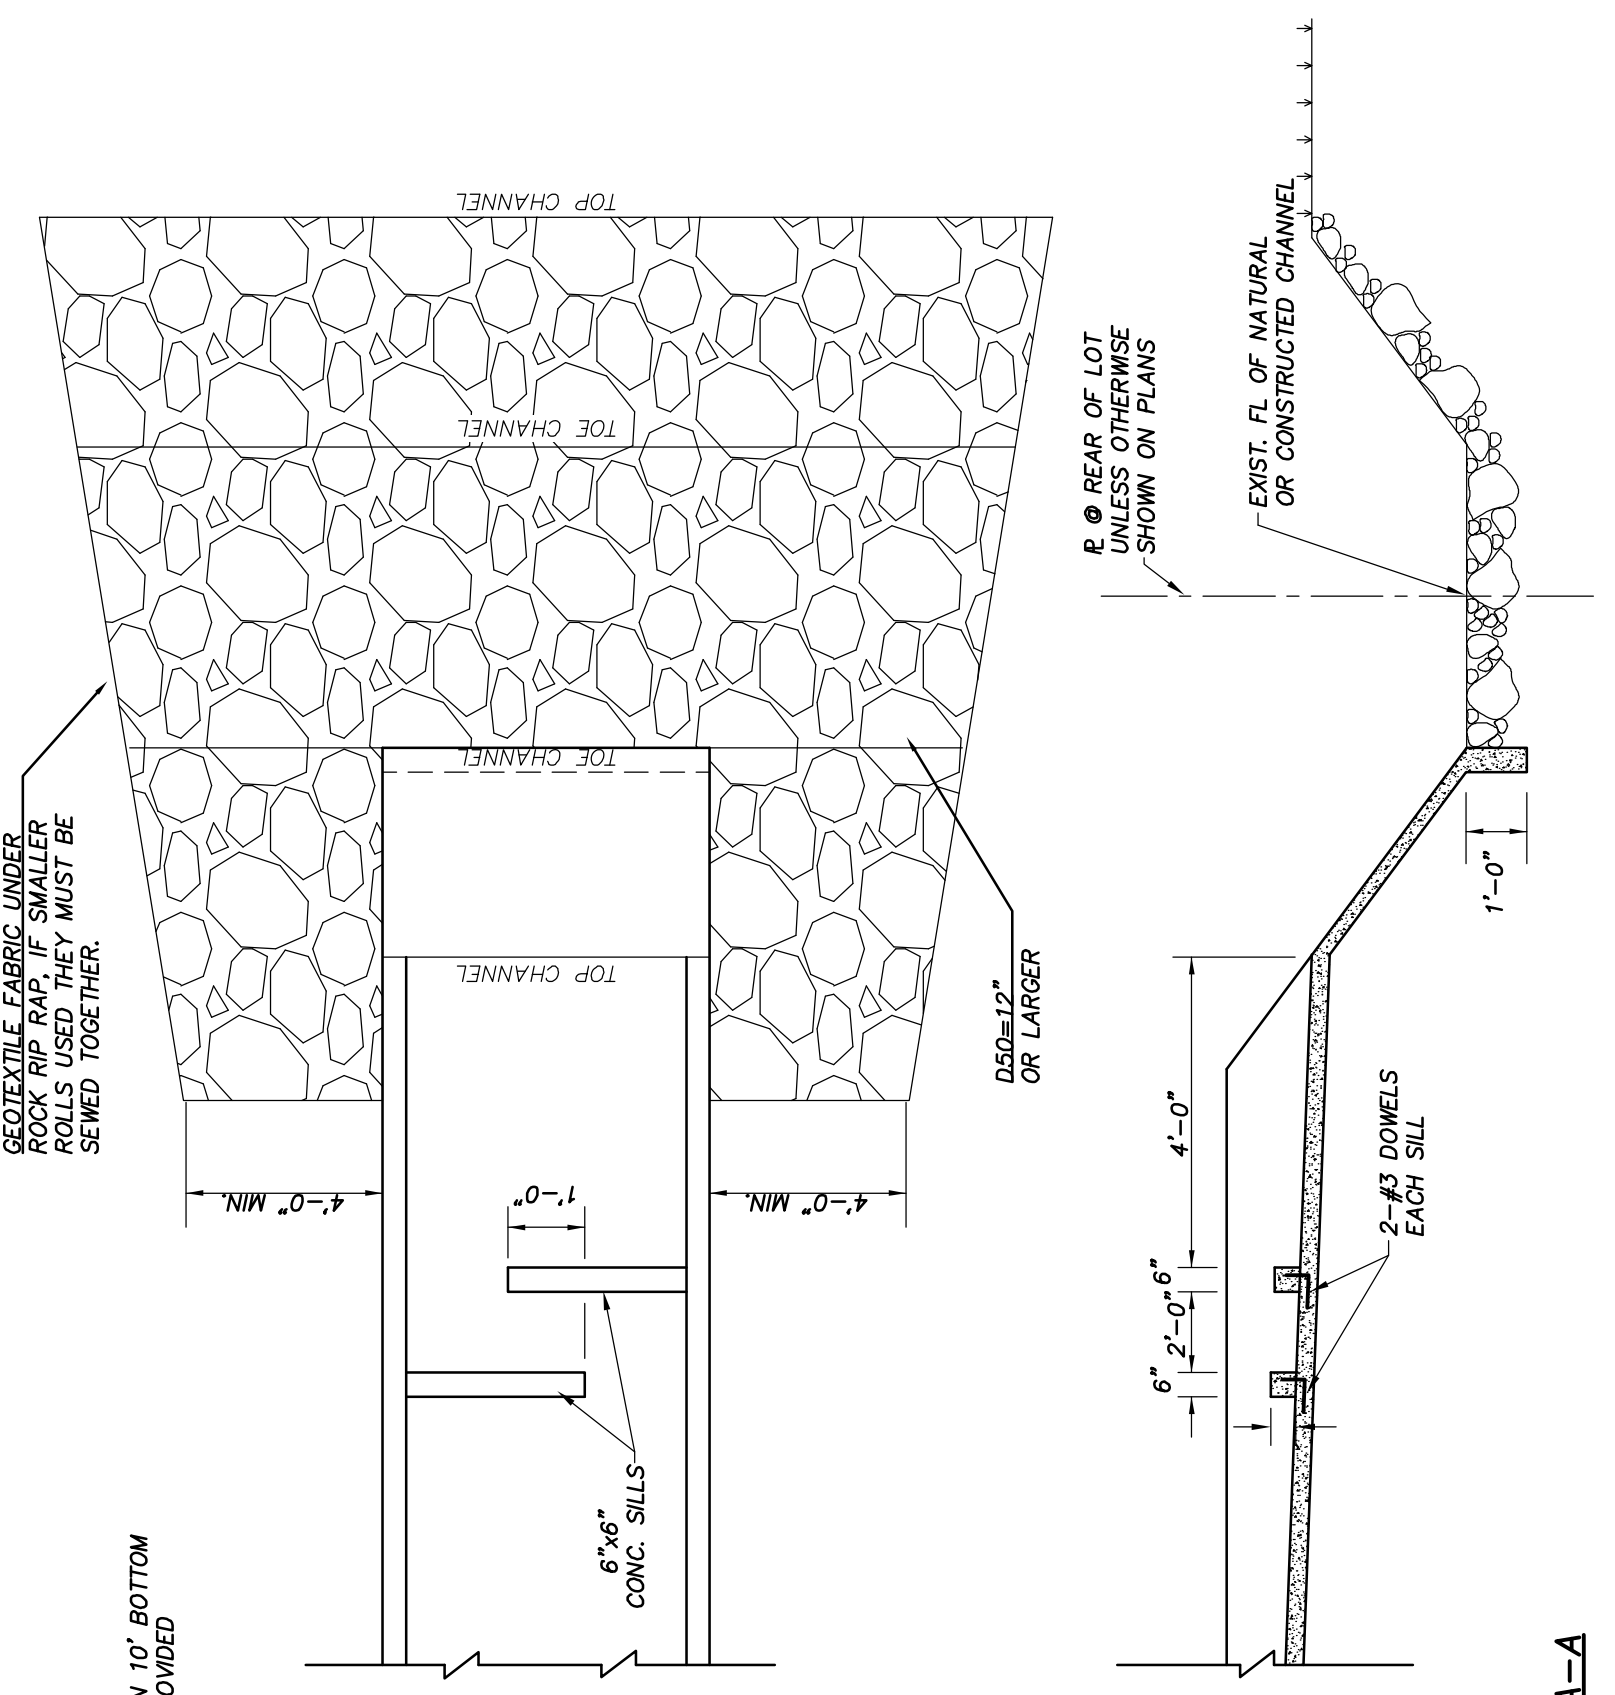 GEOTEXTILE FABRIC UNDER
ROCK RIP RAP, IF SMALLER
ROLLS USED THEY MUST BE
SEWED TOGETHER.
10' BOTTOM
TOP CHANNEL
TOE CHANNEL
TOE CHANNEL
TOP CHANNEL
4'-0" MIN.
1'-0"
4'-0" MIN.
6"x6"
CONC. SILLS
D50=12"
OR LARGER
℄ @ REAR OF LOT
UNLESS OTHERWISE
SHOWN ON PLANS
EXIST. FL OF NATURAL
OR CONSTRUCTED CHANNEL
6"
2'-0"
6"
4'-0"
1'-0"
2-#3 DOWELS
EACH SILL
A-A